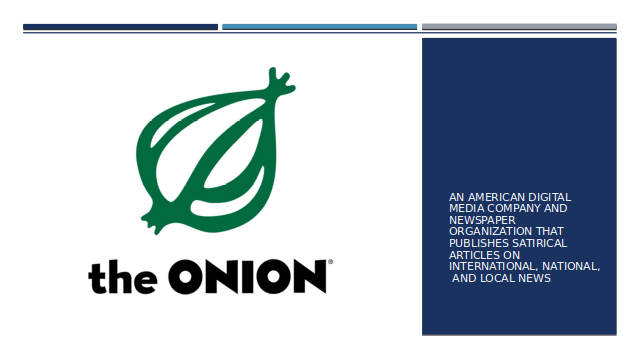 the ONION®
AN AMERICAN DIGITAL
MEDIA COMPANY AND
NEWSPAPER
ORGANIZATION THAT
PUBLISHES SATIRICAL
ARTICLES ON
INTERNATIONAL, NATIONAL,
AND LOCAL NEWS